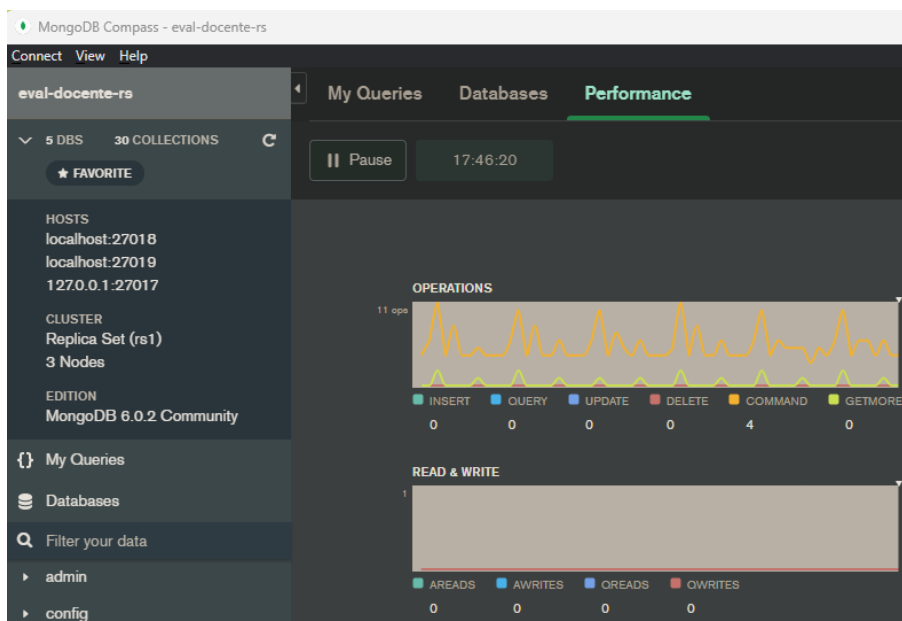 MongoDB Compass - eval-docente-rs
Connect View Help
eval-docente-rs
My Queries Databases Performance
5 DBS 30 COLLECTIONS
FAVORITE
Pause 17:46:20
HOSTS
localhost:27018
localhost:27019
127.0.0.1:27017
CLUSTER
Replica Set (rs1)
3 Nodes
EDITION
MongoDB 6.0.2 Community
{} My Queries
Databases
Filter your data
admin
config
OPERATIONS
11 ops
INSERT QUERY UPDATE DELETE COMMAND GETMORE
0 0 0 0 4 0
READ & WRITE
1
AREADS AWRITES QREADS QWRITES
0 0 0 0